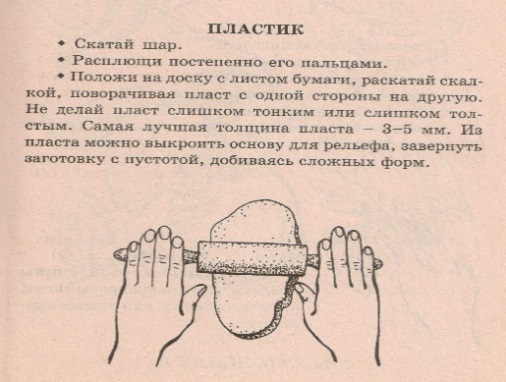 ПЛАСТИК
• Скатай шар.
• Расплющи постепенно его пальцами.
• Положи на доску с листом бумаги, раскатай скал-
кой, поворачивая пласт с одной стороны на другую.
Не делай пласт слишком тонким или слишком тол-
стым. Самая лучшая толщина пласта – 3–5 мм. Из
пласта можно выкроить основу для рельефа, завернуть
заготовку с пустотой, добиваясь сложных форм.